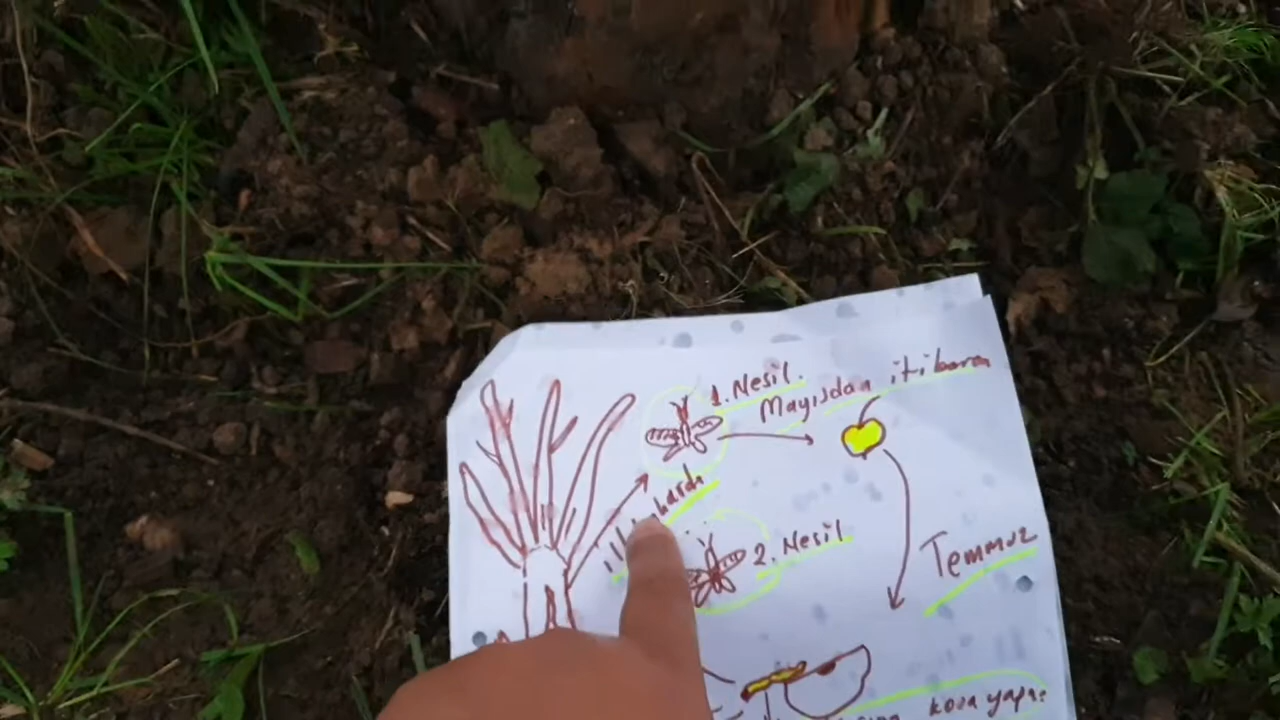 1. Nesil.
Mayısdan itibaren
2. Nesil
Temmuz
koza yapar